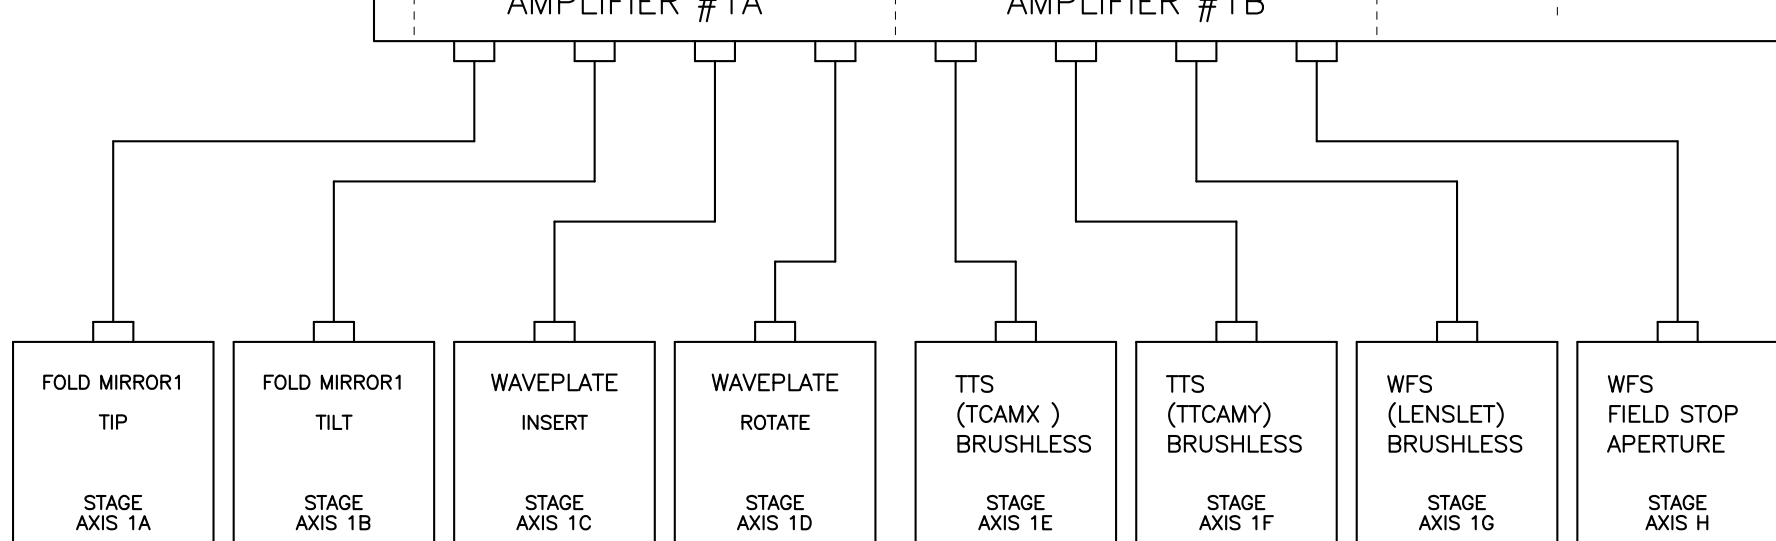 AMPLIFIER #1A
AMPLIFIER #1B
FOLD MIRROR1
TIP
STAGE
AXIS 1A
FOLD MIRROR1
TILT
STAGE
AXIS 1B
WAVEPLATE
INSERT
STAGE
AXIS 1C
WAVEPLATE
ROTATE
STAGE
AXIS 1D
TTS
(TCAMX )
BRUSHLESS
STAGE
AXIS 1E
TTS
(TTCAMY)
BRUSHLESS
STAGE
AXIS 1F
WFS
(LENSLET)
BRUSHLESS
STAGE
AXIS 1G
WFS
FIELD STOP
APERTURE
STAGE
AXIS H